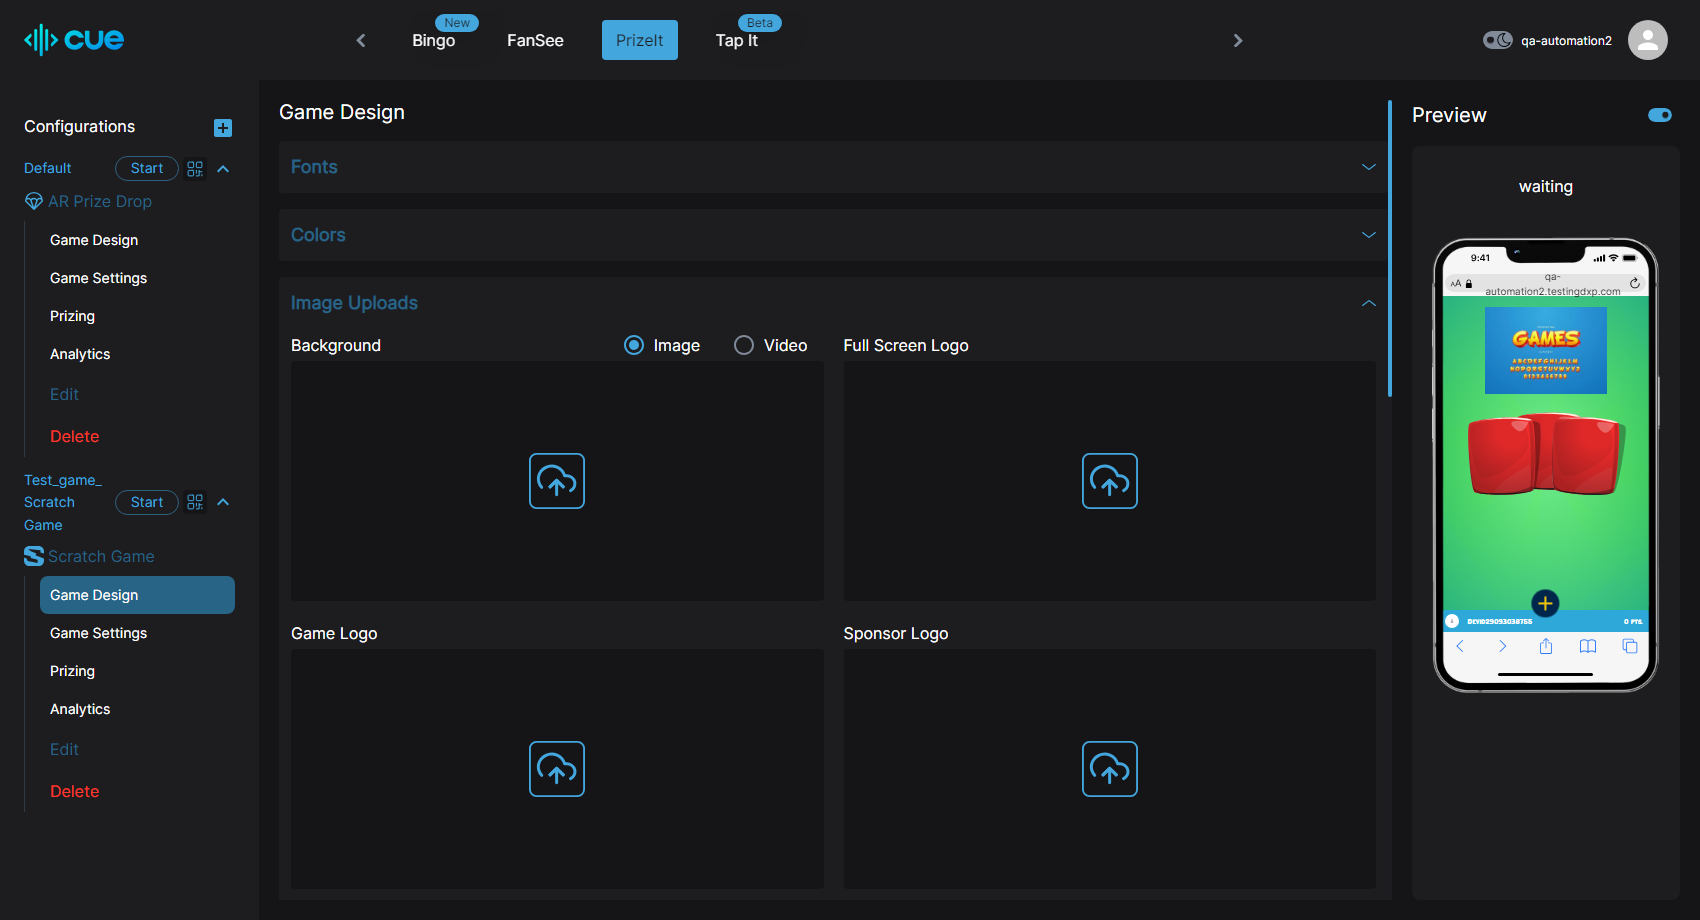 cue
New
Bingo
FanSee
PrizeIt
Beta
Tap It
qa-automation2
Configurations
Default
Start
AR Prize Drop
Game Design
Game Settings
Prizing
Analytics
Edit
Delete
Test_game_
Scratch
Game
Start
Scratch Game
Game Design
Game Settings
Prizing
Analytics
Edit
Delete
Game Design
Fonts
Colors
Image Uploads
Background
Image
Video
Full Screen Logo
Game Logo
Sponsor Logo
Preview
waiting
9:41
AA
qa-
automation2.testingdxp.com
GAMES
ABCDEFGHIJKLM
NOPQRSTUVWXYZ
0 PTS.